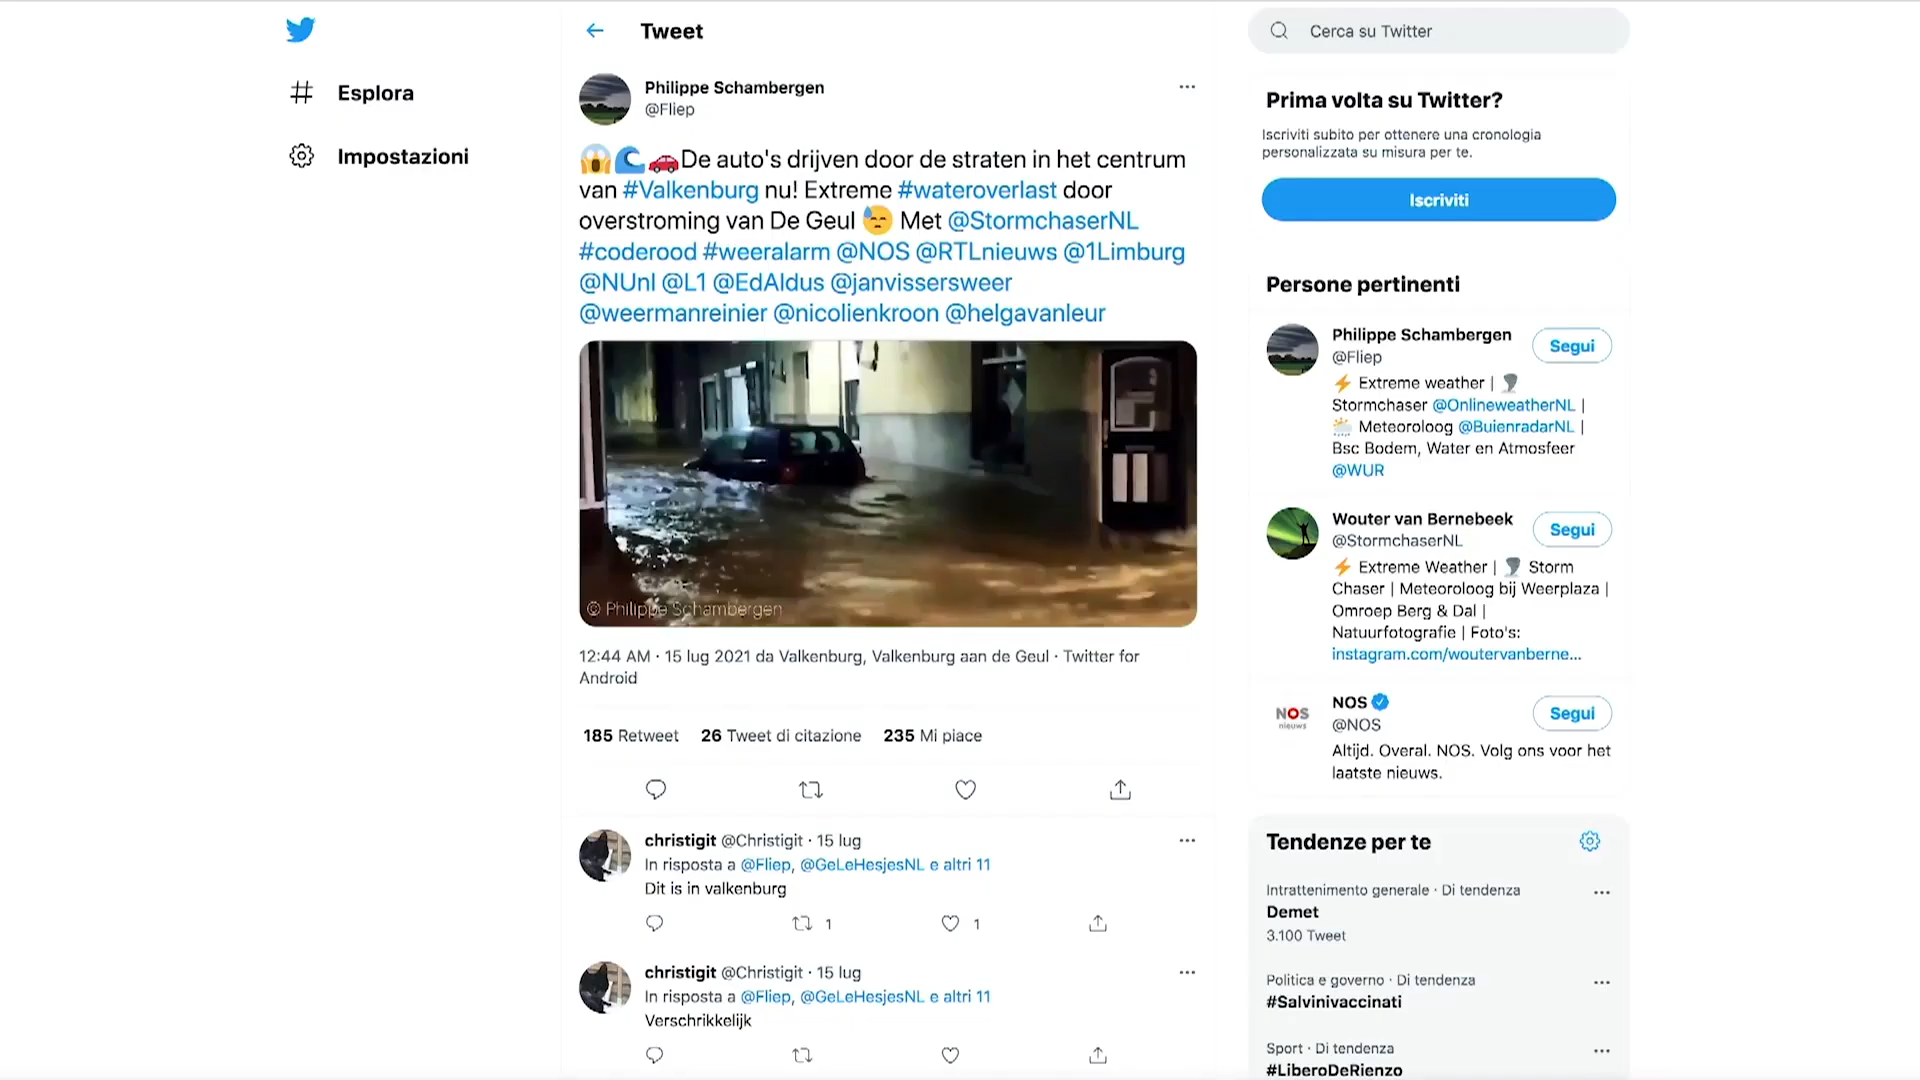 Esplora
Impostazioni
Tweet
Philippe Schambergen
@Fliep
😱🌊🚗De auto's drijven door de straten in het centrum
van #Valkenburg nu! Extreme #wateroverlast door
overstroming van De Geul 😓 Met @StormchaserNL
#coderood #weeralarm @NOS @RTLnieuws @1Limburg
@NUnl @L1 @EdAldus @janvissersweer
@weermanreinier @nicolienkroon @helgavanleur
© Philippe Schambergen
12:44 AM · 15 lug 2021 da Valkenburg, Valkenburg aan de Geul · Twitter for
Android
185 Retweet 26 Tweet di citazione 235 Mi piace
christigit @Christigit · 15 lug
In risposta a @Fliep, @GeLeHesjesNL e altri 11
Dit is in valkenburg
1 1
christigit @Christigit · 15 lug
In risposta a @Fliep, @GeLeHesjesNL e altri 11
Verschrikkelijk
Cerca su Twitter
Prima volta su Twitter?
Iscriviti subito per ottenere una cronologia
personalizzata su misura per te.
Iscriviti
Persone pertinenti
Philippe Schambergen
@Fliep
Segui
⚡ Extreme weather | 🌪
Stormchaser @OnlineweatherNL |
🌦 Meteoroloog @BuienradarNL |
Bsc Bodem, Water en Atmosfeer
@WUR
Wouter van Bernebeek
@StormchaserNL
Segui
⚡ Extreme Weather | 🌪 Storm
Chaser | Meteoroloog bij Weerplaza |
Omroep Berg & Dal |
Natuurfotografie | Foto's:
instagram.com/woutervanberne...
NOS
nieuws
NOS
@NOS
Segui
Altijd. Overal. NOS. Volg ons voor het
laatste nieuws.
Tendenze per te
Intrattenimento generale · Di tendenza
Demet
3.100 Tweet
Politica e governo · Di tendenza
#Salvinivaccinati
Sport · Di tendenza
#LiberoDeRienzo